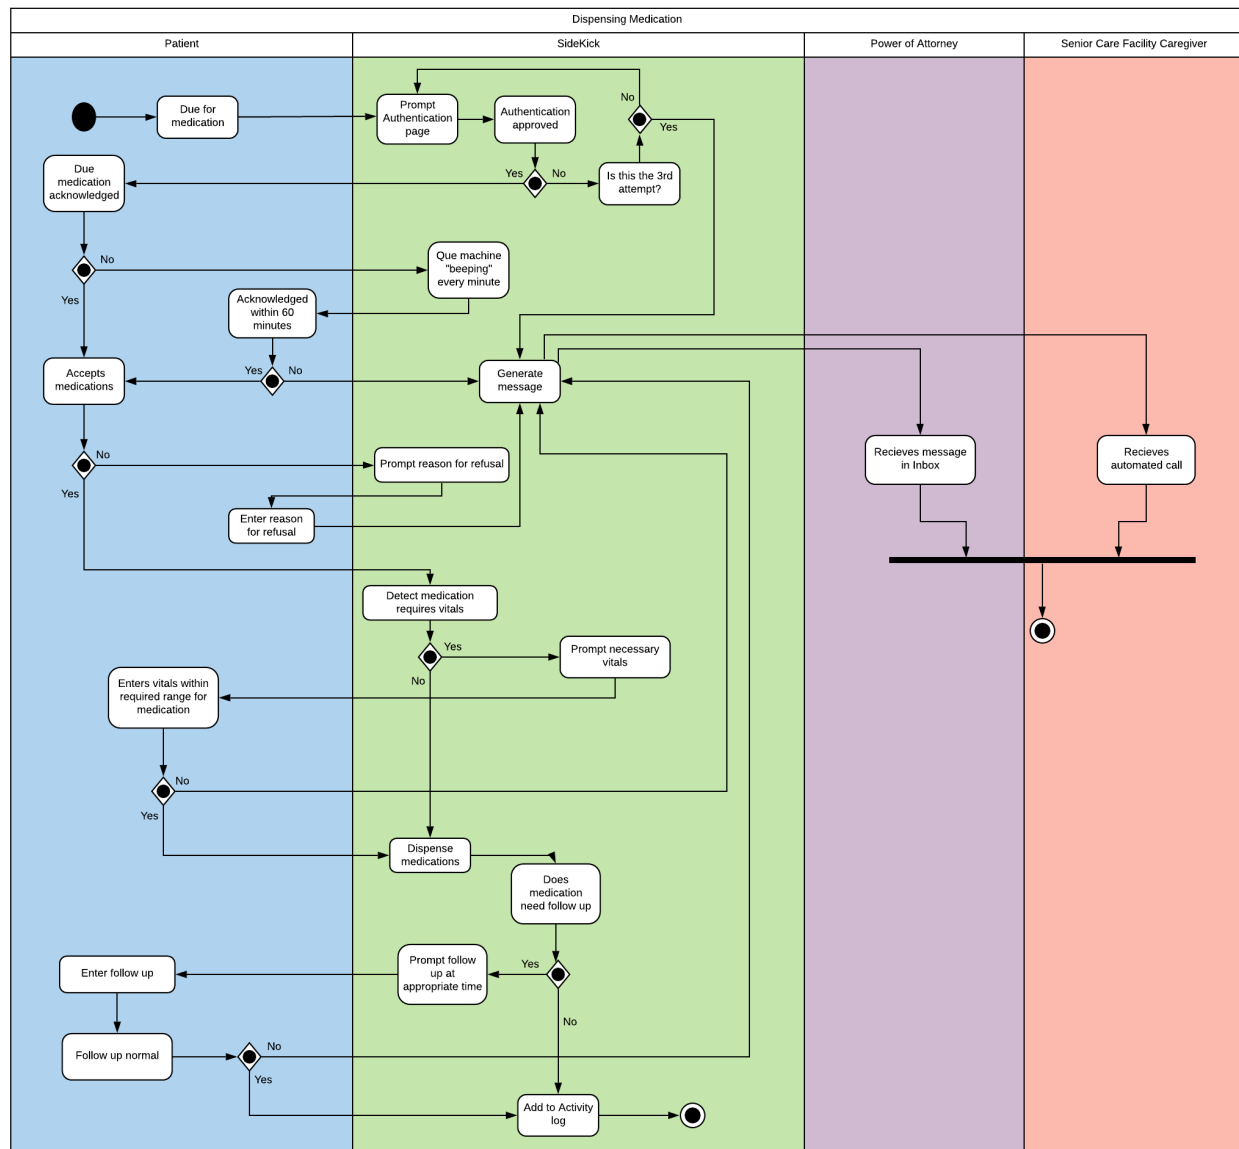 Dispensing Medication
Patient
SideKick
Power of Attorney
Senior Care Facility Caregiver
Due for
medication
Prompt
Authentication
page
Authentication
approved
No
Yes
Due
medication
acknowledged
Yes
No
Is this the 3rd
attempt?
No
Yes
Que machine
"beeping"
every minute
Acknowledged
within 60
minutes
Accepts
medications
Yes
No
Generate
message
No
Yes
Prompt reason for refusal
Enter reason
for refusal
Recieves message
in Inbox
Recieves
automated call
Detect medication
requires vitals
Yes
No
Prompt necessary
vitals
Enters vitals within
required range for
medication
No
Yes
Dispense
medications
Does
medication
need follow up
Yes
No
Prompt follow
up at
appropriate time
Enter follow up
Follow up normal
No
Yes
Add to Activity
log